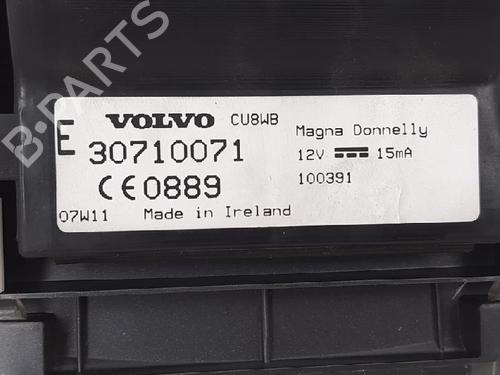 B-PARTS
VOLVO CU8WB
E 30710071
CE0889
07W11 Made in Ireland
Magna Donnelly
12V 15mA
100391